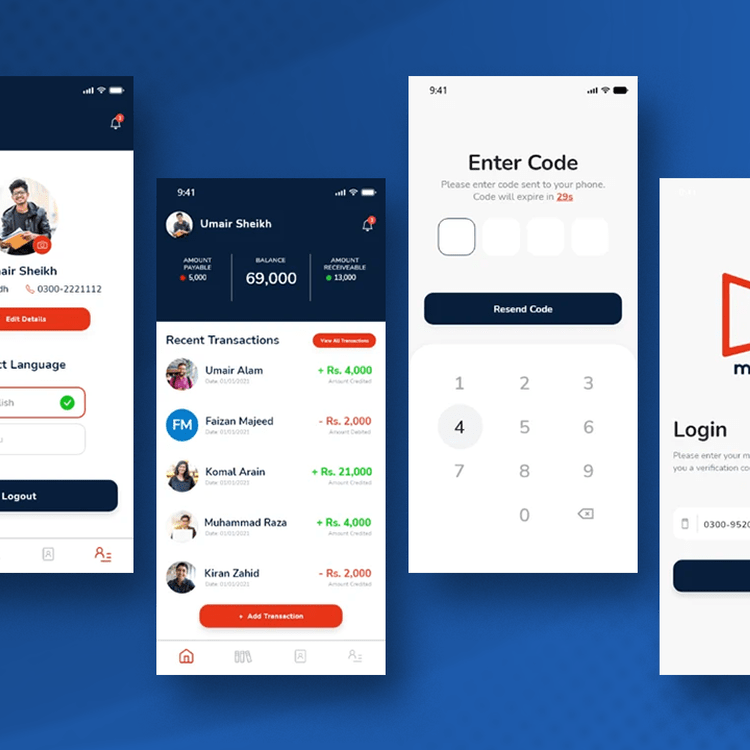 3
air Sheikh
dh
0300-2221112
Edit Details
ct Language
lish
u
Logout
9:41
Umair Sheikh
3
AMOUNT
PAYABLE
5,000
BALANCE
69,000
AMOUNT
RECEIVEABLE
13,000
Recent Transactions
View All Transactions
Umair Alam
Date: 01/01/2021
+ Rs. 4,000
Amount Credited
FM
Faizan Majeed
Date: 01/01/2021
- Rs. 2,000
Amount Debited
Komal Arain
Date: 01/01/2021
+ Rs. 21,000
Amount Credited
Muhammad Raza
Date: 01/01/2021
+ Rs. 4,000
Amount Credited
Kiran Zahid
Date: 01/01/2021
- Rs. 2,000
Amount Credited
+ Add Transaction
9:41
Enter Code
Please enter code sent to your phone.
Code will expire in 29s
Resend Code
1 2 3
4 5 6
7 8 9
0
m
Login
Please enter your m
you a verification co
0300-9520